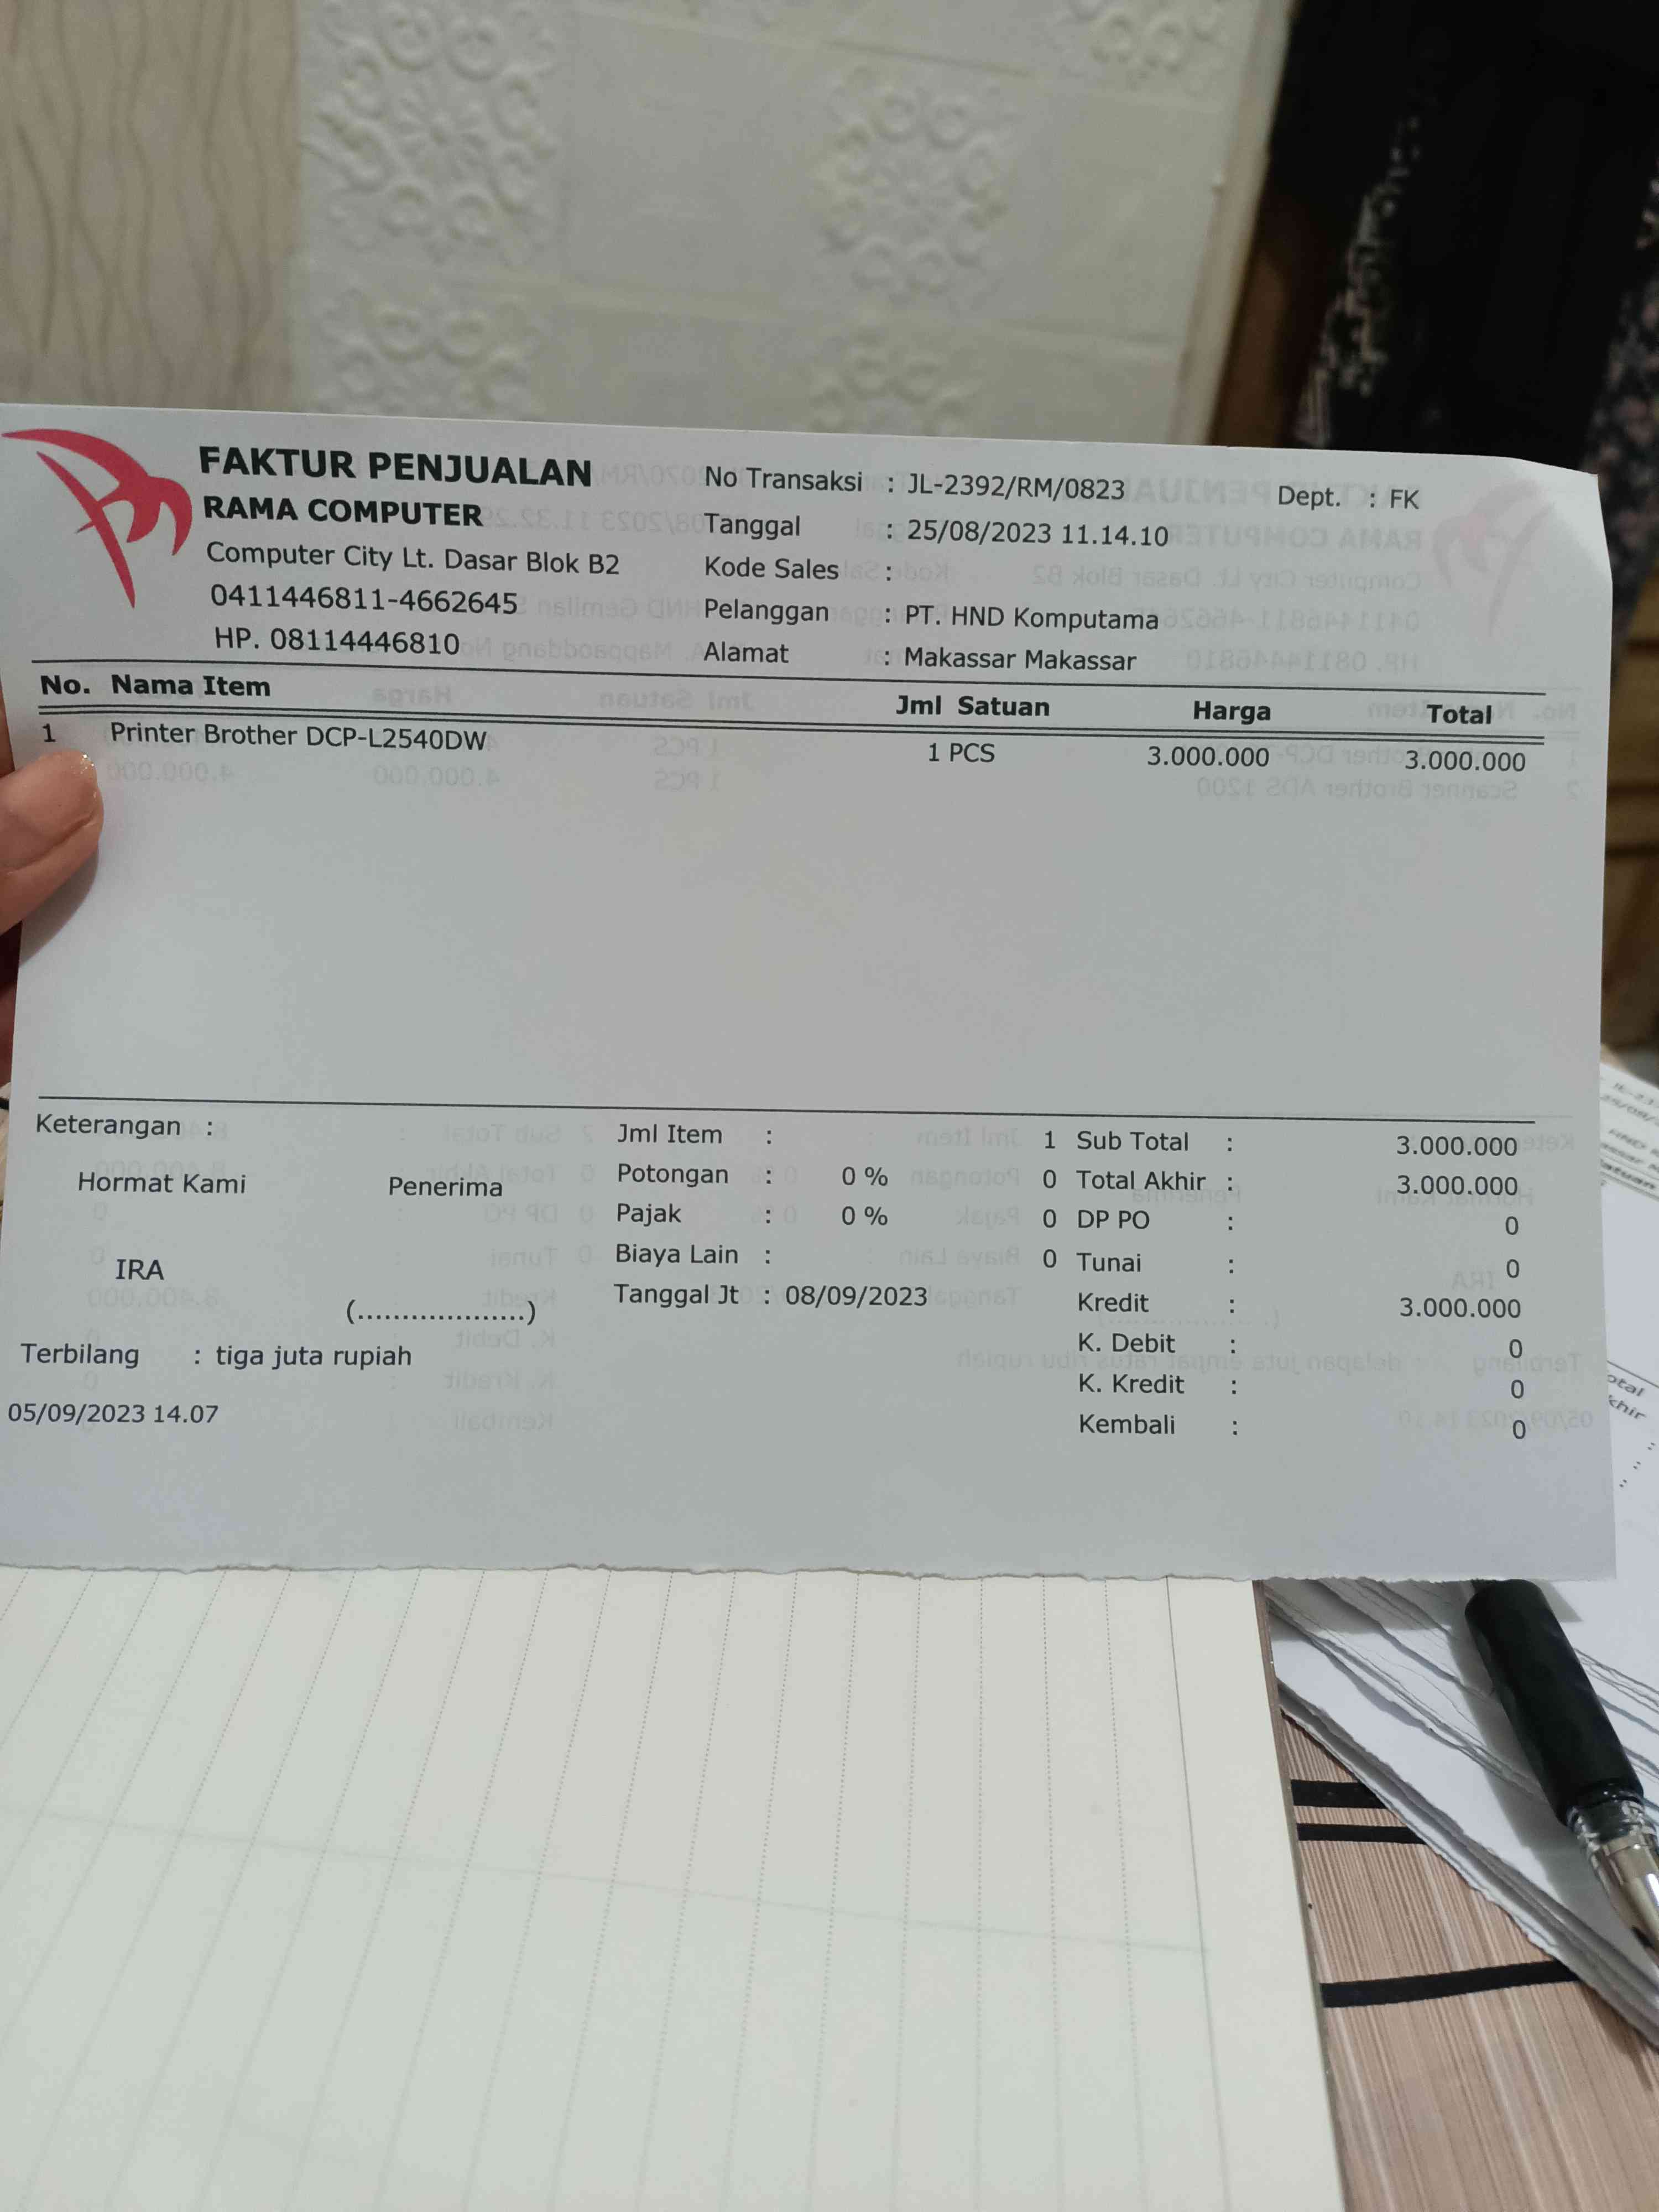 FAKTUR PENJUALAN
RAMA COMPUTER
Computer City Lt. Dasar Blok B2
0411446811-4662645
HP. 08114446810
No Transaksi : JL-2392/RM/0823
Dept. : FK
Tanggal : 25/08/2023 11.14.10
Kode Sales :
Pelanggan : PT. HND Komputama
Alamat : Makassar Makassar
No. Nama Item Jml Satuan Harga Total
1 Printer Brother DCP-L2540DW 1 PCS 3.000.000 3.000.000
Keterangan :
Hormat Kami Penerima
IRA
(....................)
Terbilang : tiga juta rupiah
05/09/2023 14.07
Jml Item : 1
Potongan : 0 % 0
Pajak : 0 % 0
Biaya Lain : 0
Tanggal Jt : 08/09/2023
Sub Total : 3.000.000
Total Akhir : 3.000.000
DP PO : 0
Tunai : 0
Kredit : 3.000.000
K. Debit : 0
K. Kredit : 0
Kembali : 0